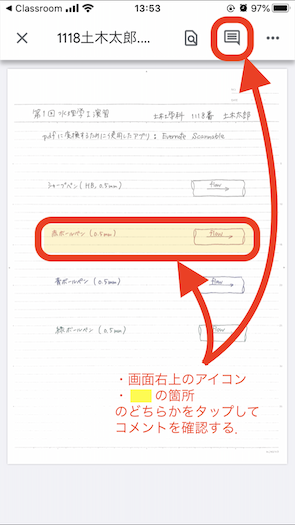 Classroom 13:53 97%
1118土木太郎....
第1回 水理学I演習 土木工学科 1118番 土木太郎
pdfに変換するために使用したアプリ : Evernote Scannable
シャープペン(HB, 0.5mm) flow
赤ボールペン (0.5mm) flow
青ボールペン (0.5mm) flow
緑ボールペン (0.5mm) flow
・画面右上のアイコン
・ の箇所
のどちらかをタップして
コメントを確認する.